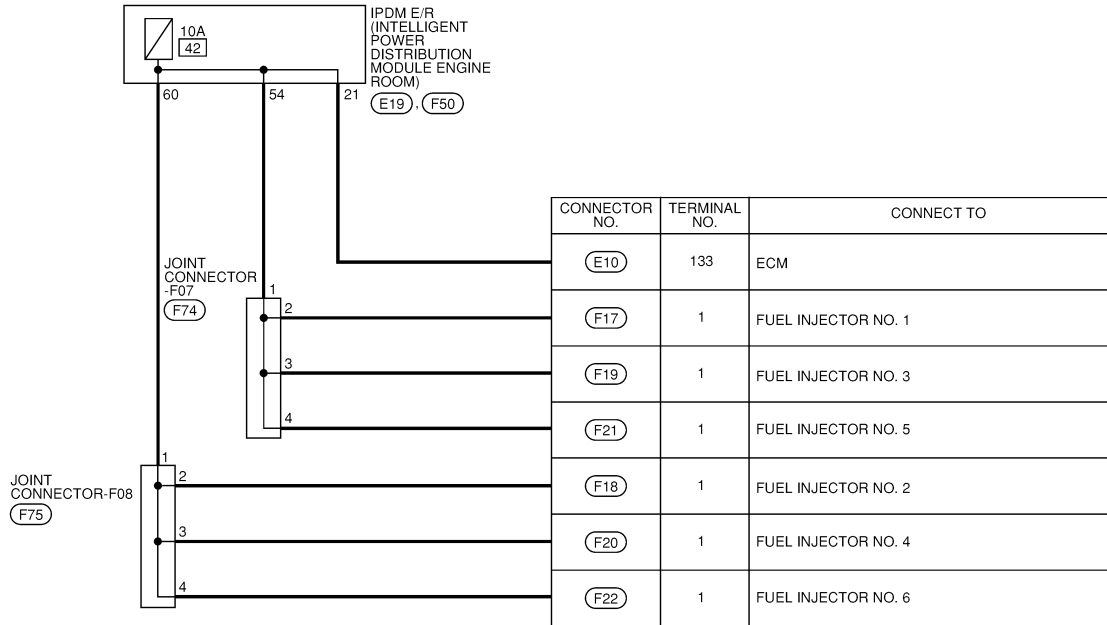 IPDM E/R
(INTELLIGENT
POWER
DISTRIBUTION
MODULE ENGINE
ROOM)
E19 , F50
10A
42
60
54
21
JOINT
CONNECTOR
-F07
F74
1
2
3
4
JOINT
CONNECTOR-F08
F75
1
2
3
4
CONNECTOR NO. TERMINAL NO. CONNECT TO
E10 133 ECM
F17 1 FUEL INJECTOR NO. 1
F19 1 FUEL INJECTOR NO. 3
F21 1 FUEL INJECTOR NO. 5
F18 1 FUEL INJECTOR NO. 2
F20 1 FUEL INJECTOR NO. 4
F22 1 FUEL INJECTOR NO. 6